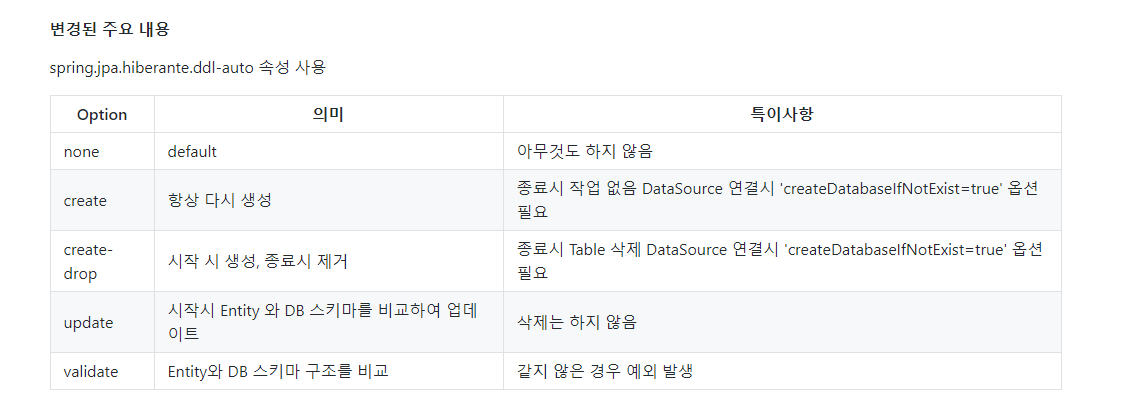 변경된 주요 내용
spring.jpa.hiberante.ddl-auto 속성 사용
Option 의미 특이사항
none default 아무것도 하지 않음
create 항상 다시 생성 종료시 작업 없음 DataSource 연결시 'createDatabaseIfNotExist=true' 옵션
필요
create-
drop 시작 시 생성, 종료시 제거 종료시 Table 삭제 DataSource 연결시 'createDatabaseIfNotExist=true' 옵션
필요
update 시작시 Entity 와 DB 스키마를 비교하여 업데
이트 삭제는 하지 않음
validate Entity와 DB 스키마 구조를 비교 같지 않은 경우 예외 발생